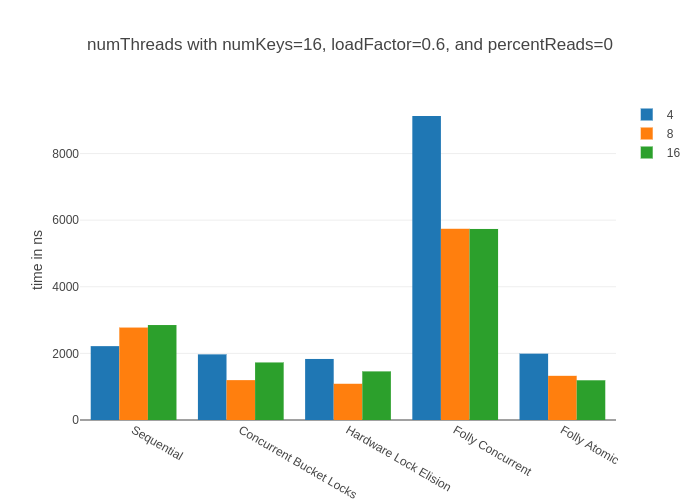 numThreads with numKeys=16, loadFactor=0.6, and percentReads=0
4
8
16
8000
6000
4000
2000
0
time in ns
Sequential
Concurrent Bucket Locks
Hardware Lock Elision
Folly Concurrent
Folly Atomic